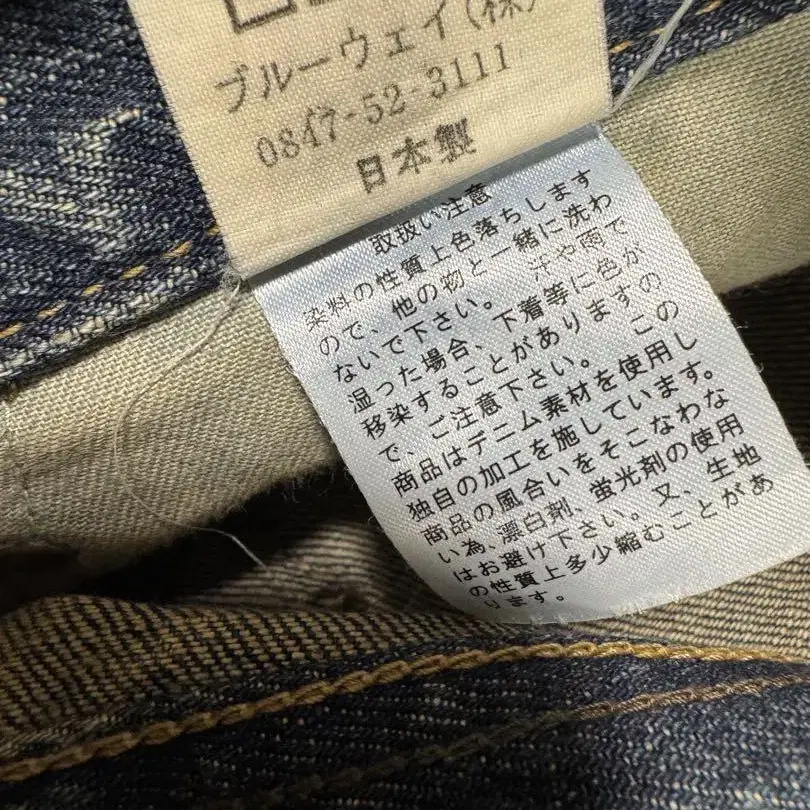 ブルーウェイ(株)
0847-52-3111
日本製
取扱い注意
染料の性質上色落ちします
ので、他の物と一緒に洗わ
ないで下さい。 汗や雨で
湿った場合、下着等に色が
移染することがありますの
で、ご注意下さい。 この
商品はデニム素材を使用し
独自の加工を施しています。
商品の風合いをそこなわな
い為、漂白剤、蛍光剤の使用
はお避け下さい。又、生地
の性質上多少縮むことがあ
ります。